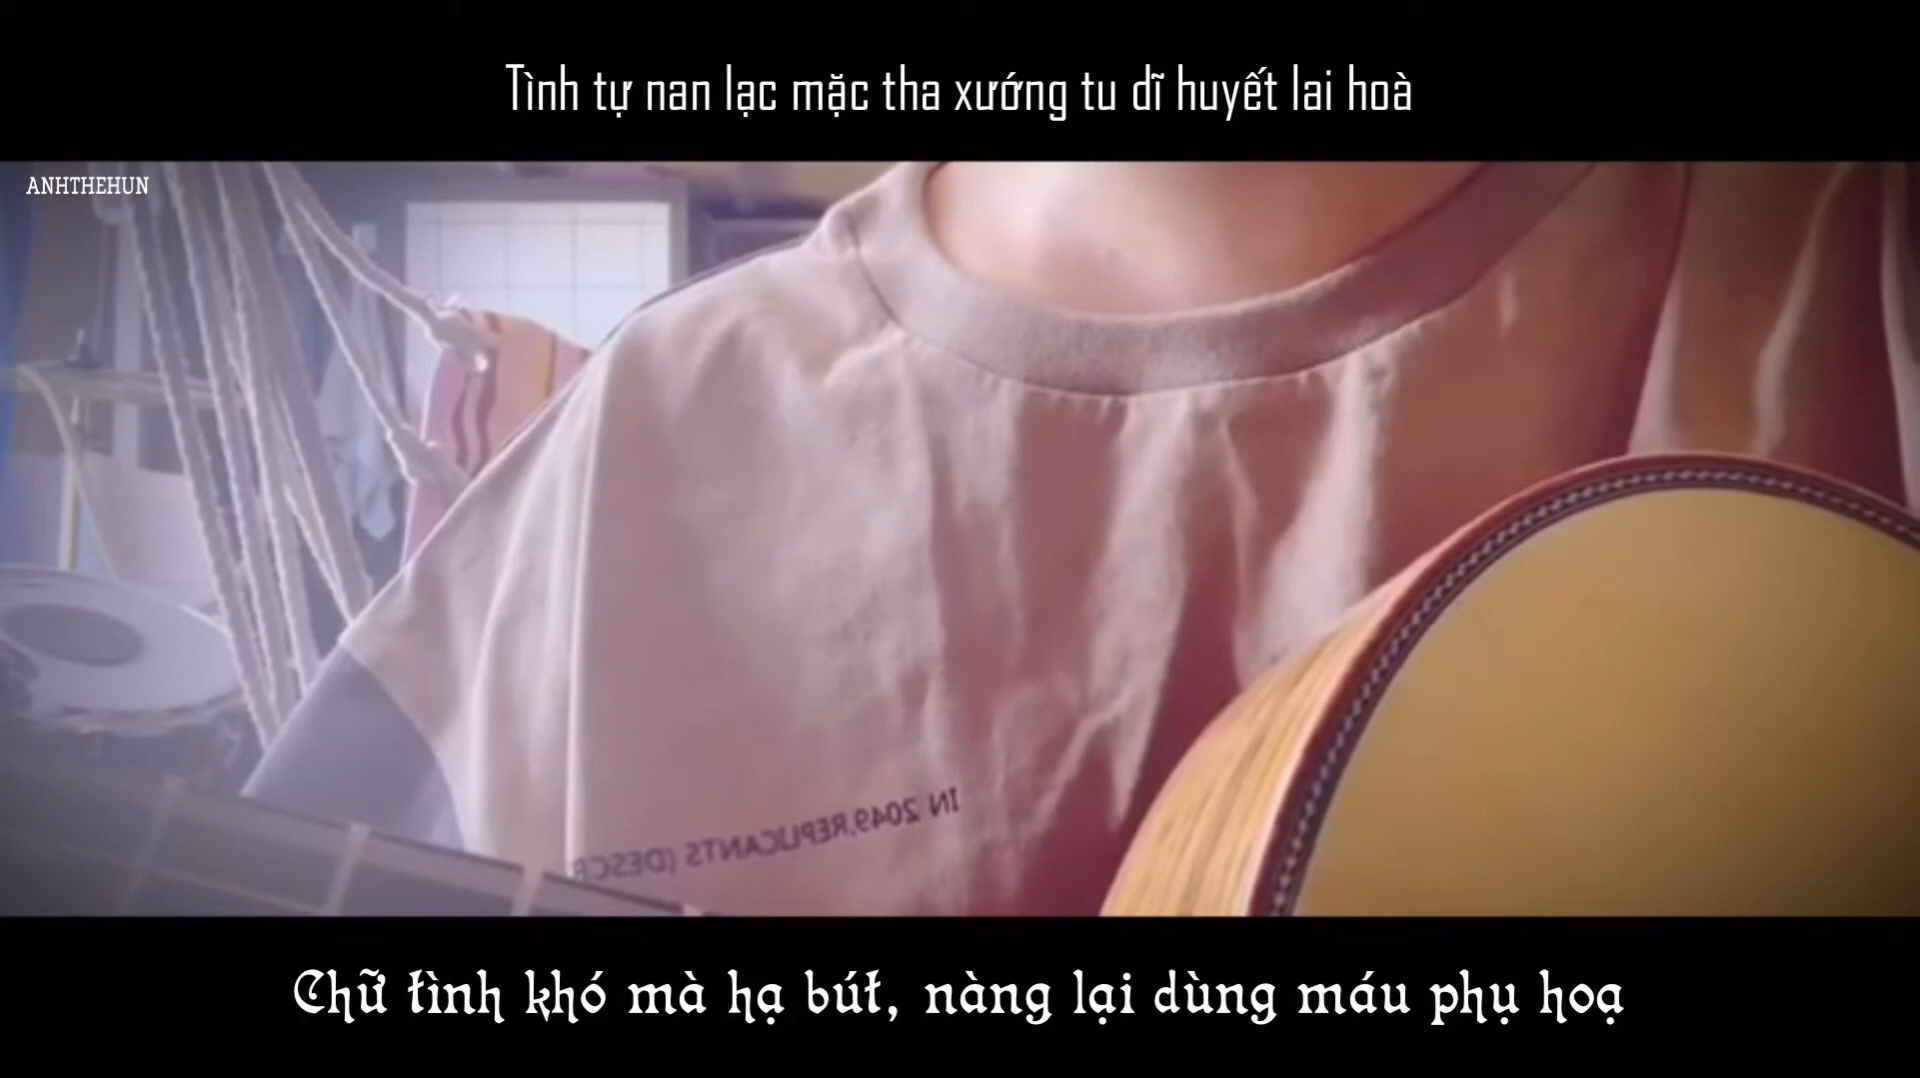 Tình tự nan lạc mặc tha xướng tu dĩ huyết lai hoà
ANHTHEHUN
IN 2049,REPLICANTS (DESCE
Chữ tình khó mà hạ bút, nàng lại dùng máu phụ hoạ